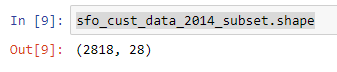 In [9]: sfo_cust_data_2014_subset.shape
Out[9]: (2818, 28)